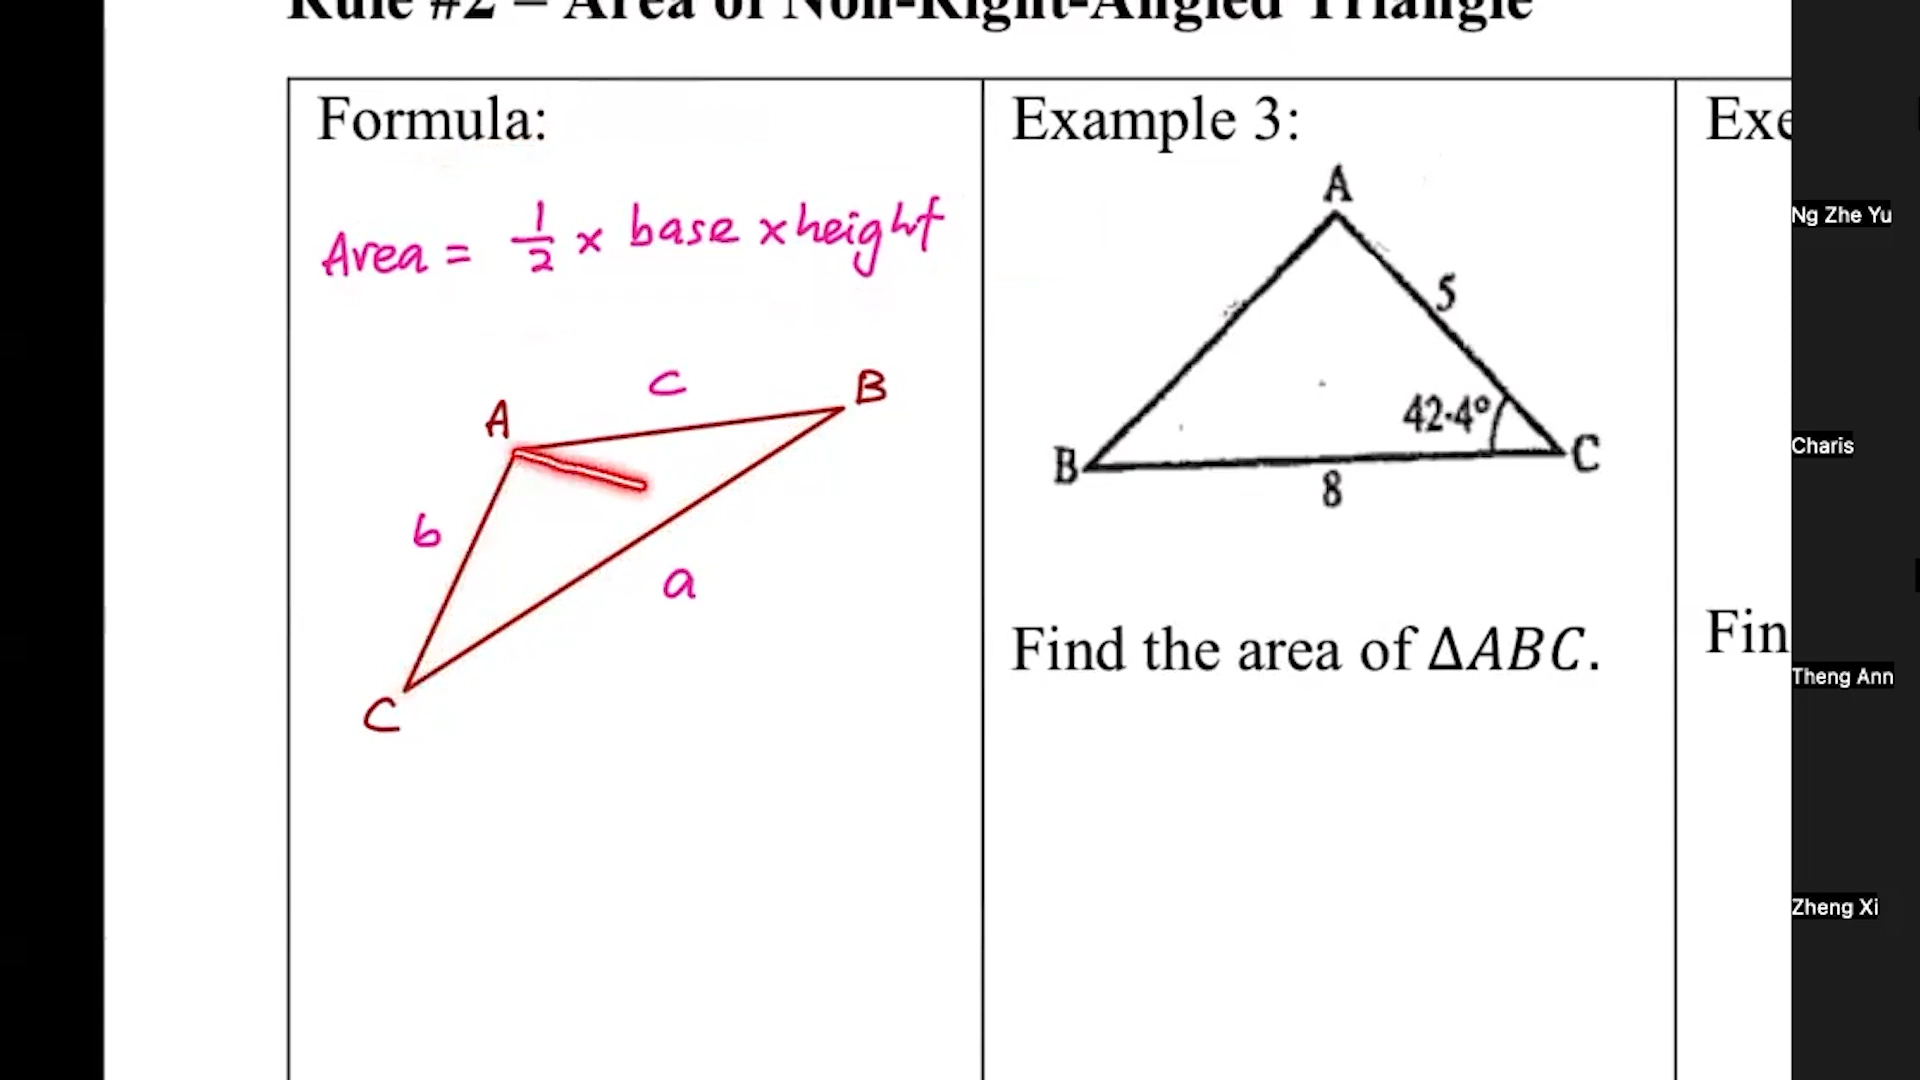 Rule #2 – Area of Non-Right-Angled Triangle
Formula:
Area = 1/2 × base × height
A
c
B
b
a
C
Example 3:
A
5
42·4°
B
8
C
Find the area of ΔABC.
Exe
Fin
Ng Zhe Yu
Charis
Theng Ann
Zheng Xi